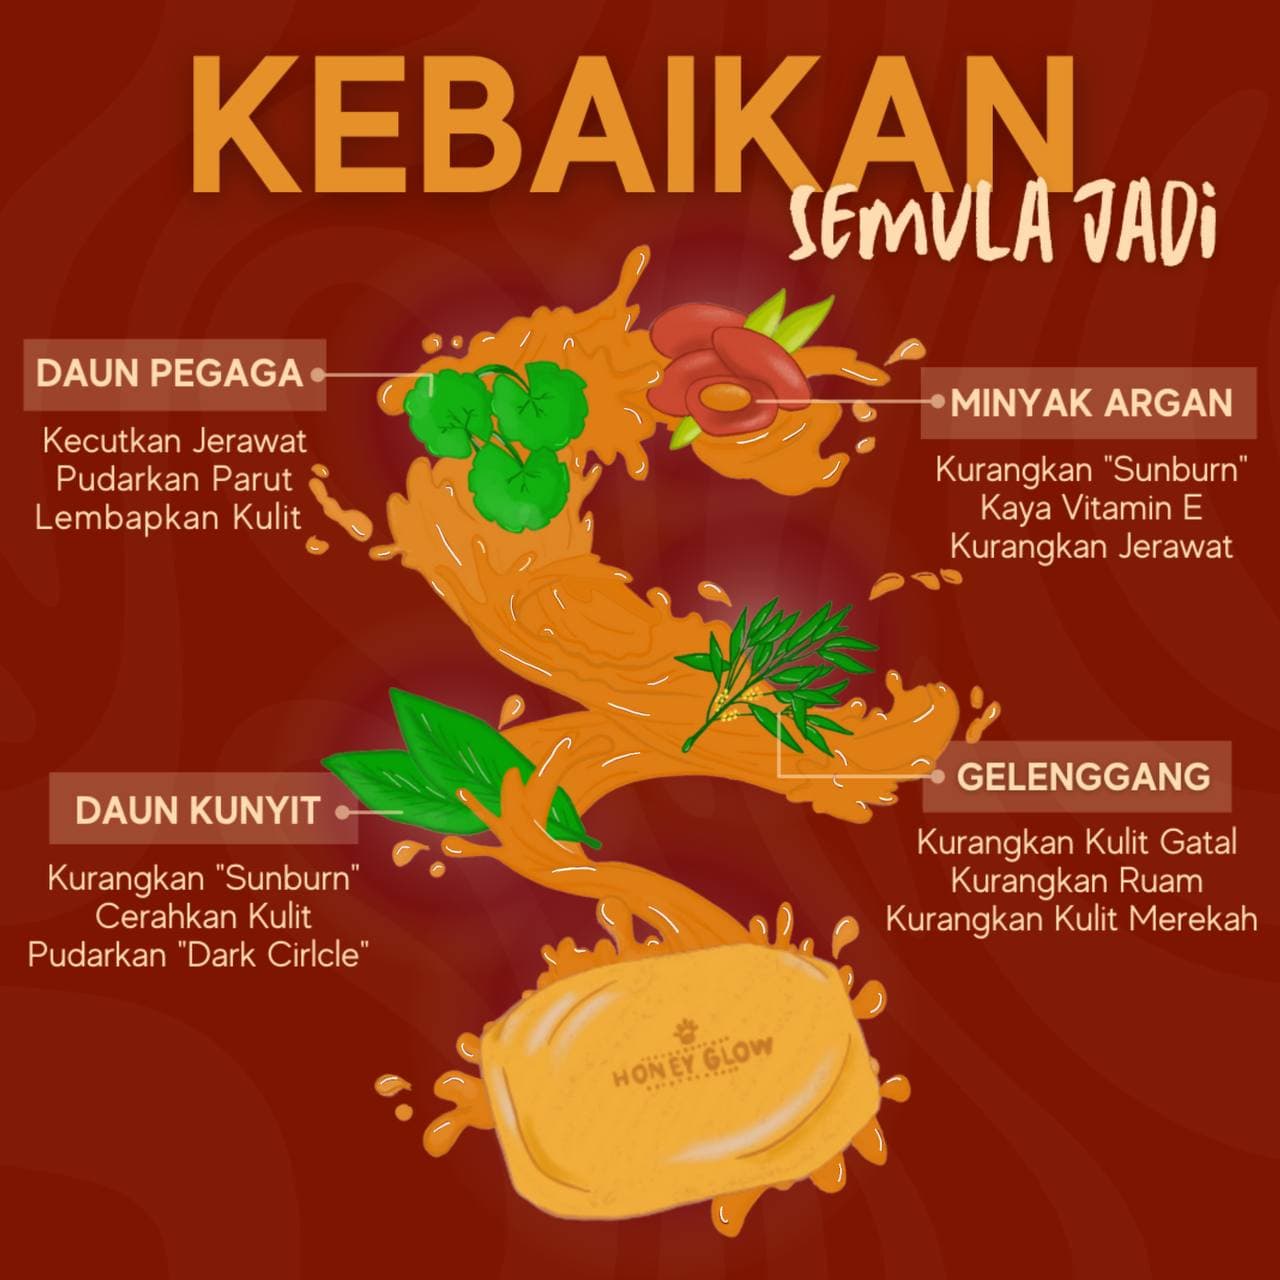 KEBAIKAN
SEMULA JADi
DAUN PEGAGA
Kecutkan Jerawat
Pudarkan Parut
Lembapkan Kulit
MINYAK ARGAN
Kurangkan "Sunburn"
Kaya Vitamin E
Kurangkan Jerawat
DAUN KUNYIT
Kurangkan "Sunburn"
Cerahkan Kulit
Pudarkan "Dark Cirlcle"
GELENGGANG
Kurangkan Kulit Gatal
Kurangkan Ruam
Kurangkan Kulit Merekah
HONEY GLOW